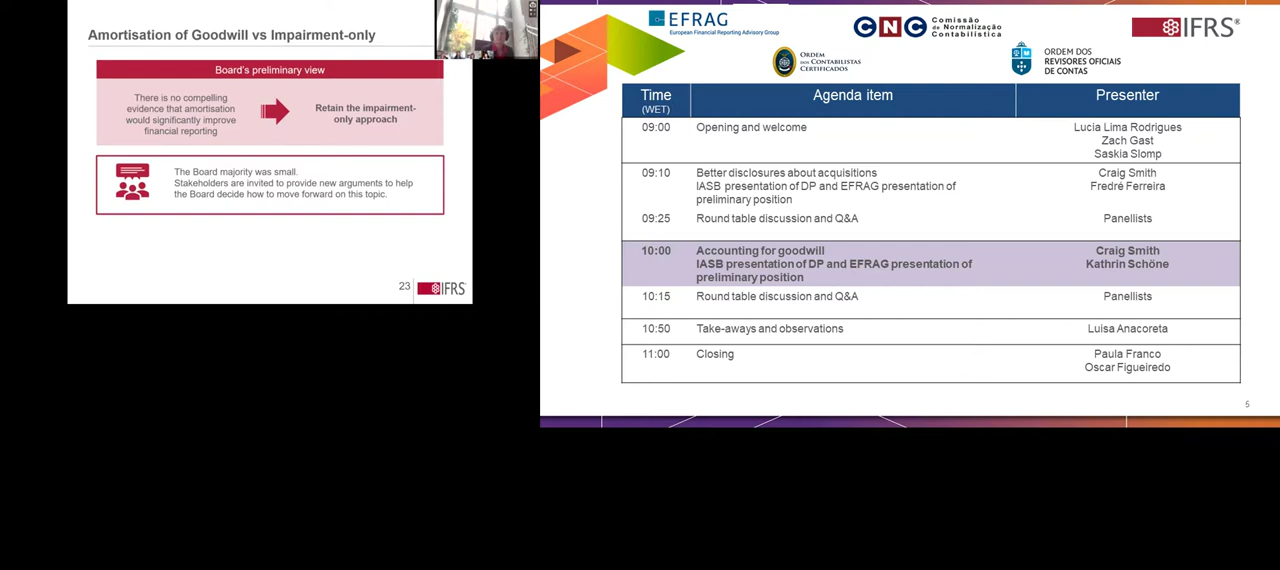 Amortisation of Goodwill vs Impairment-only
Board's preliminary view
There is no compelling
evidence that amortisation
would significantly improve
financial reporting
Retain the impairment-
only approach
The Board majority was small.
Stakeholders are invited to provide new arguments to help
the Board decide how to move forward on this topic.
23
IFRS
EFRAG
European Financial Reporting Advisory Group
CNC
Comissão
de Normalização
Contabilística
IFRS®
ORDEM
DOS CONTABILISTAS
CERTIFICADOS
ORDEM DOS
REVISORES OFICIAIS
DE CONTAS
Time
(WET)
Agenda item
Presenter
09:00
Opening and welcome
Lucia Lima Rodrigues
Zach Gast
Saskia Slomp
09:10
Better disclosures about acquisitions
IASB presentation of DP and EFRAG presentation of
preliminary position
Craig Smith
Fredré Ferreira
09:25
Round table discussion and Q&A
Panellists
10:00
Accounting for goodwill
IASB presentation of DP and EFRAG presentation of
preliminary position
Craig Smith
Kathrin Schöne
10:15
Round table discussion and Q&A
Panellists
10:50
Take-aways and observations
Luisa Anacoreta
11:00
Closing
Paula Franco
Oscar Figueiredo
5